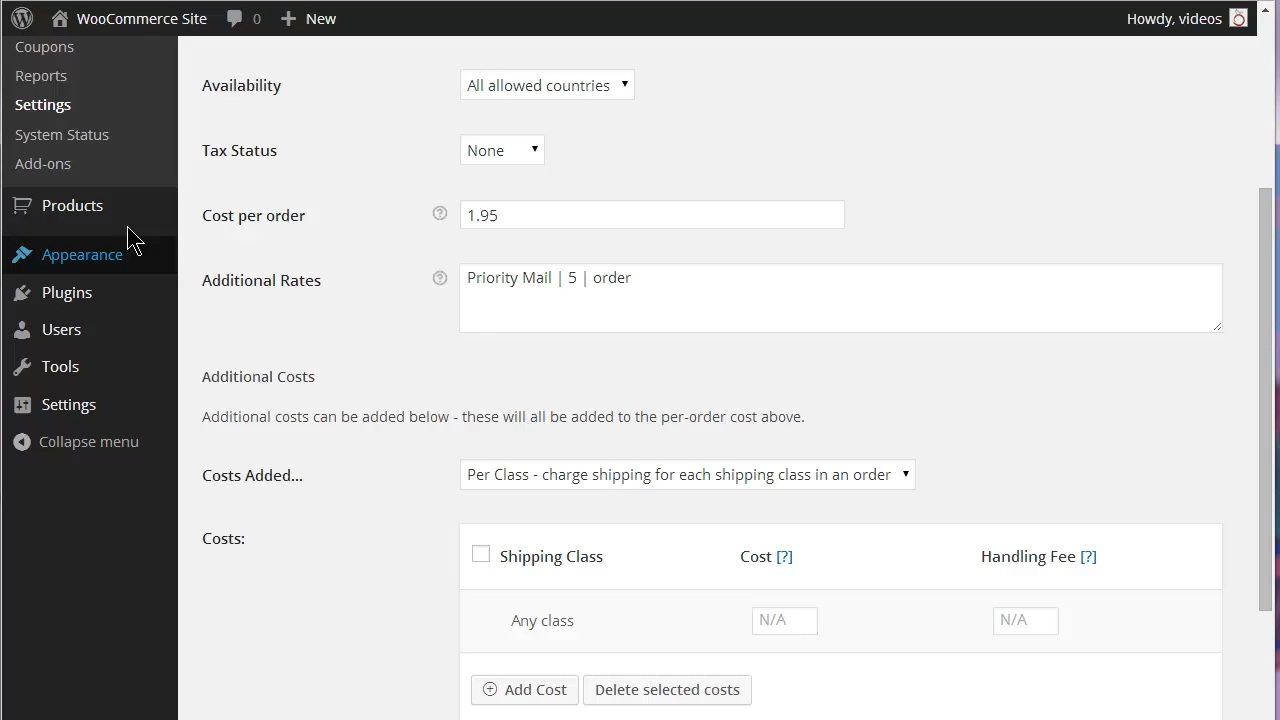 WooCommerce Site 0 New Howdy, videos
Coupons
Reports
Settings
System Status
Add-ons
Products
Appearance
Plugins
Users
Tools
Settings
Collapse menu
Availability All allowed countries
Tax Status None
Cost per order 1.95
Additional Rates Priority Mail | 5 | order
Additional Costs
Additional costs can be added below - these will all be added to the per-order cost above.
Costs Added... Per Class - charge shipping for each shipping class in an order
Costs:
Shipping Class Cost [?] Handling Fee [?]
Any class N/A N/A
Add Cost Delete selected costs